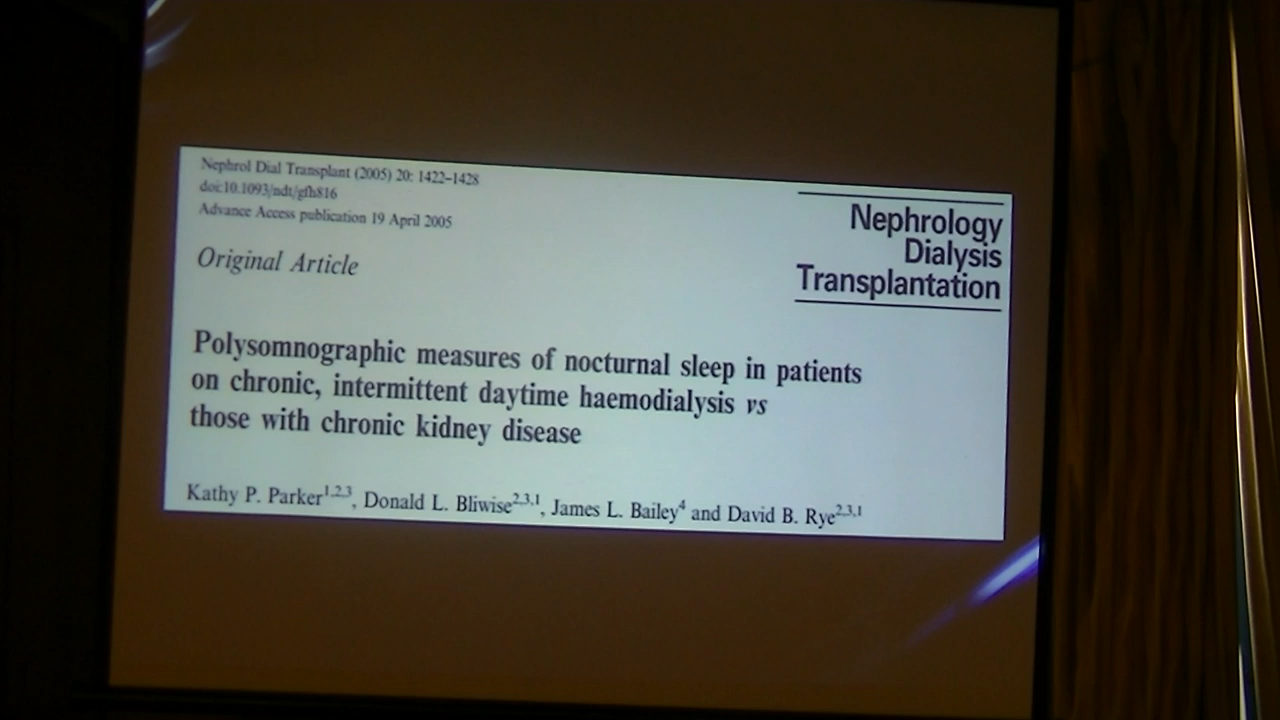 Nephrol Dial Transplant (2005) 20: 1422–1428
doi:10.1093/ndt/gfh816
Advance Access publication 19 April 2005
Original Article
Nephrology
Dialysis
Transplantation
Polysomnographic measures of nocturnal sleep in patients
on chronic, intermittent daytime haemodialysis vs
those with chronic kidney disease
Kathy P. Parker1,2,3, Donald L. Bliwise2,3,1, James L. Bailey4 and David B. Rye2,3,1